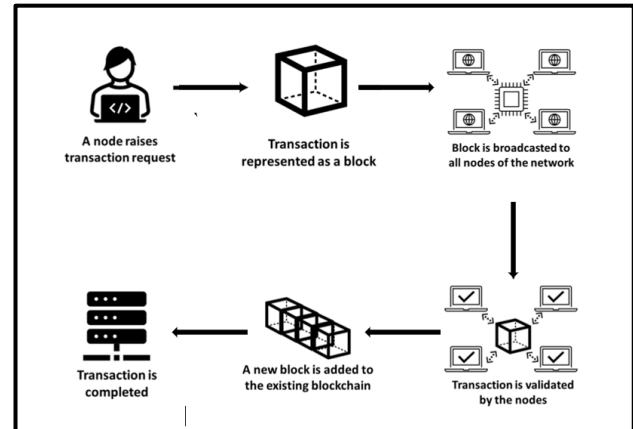 </>
A node raises
transaction request
Transaction is
represented as a block
Block is broadcasted to
all nodes of the network
Transaction is validated
by the nodes
A new block is added to
the existing blockchain
Transaction is
completed